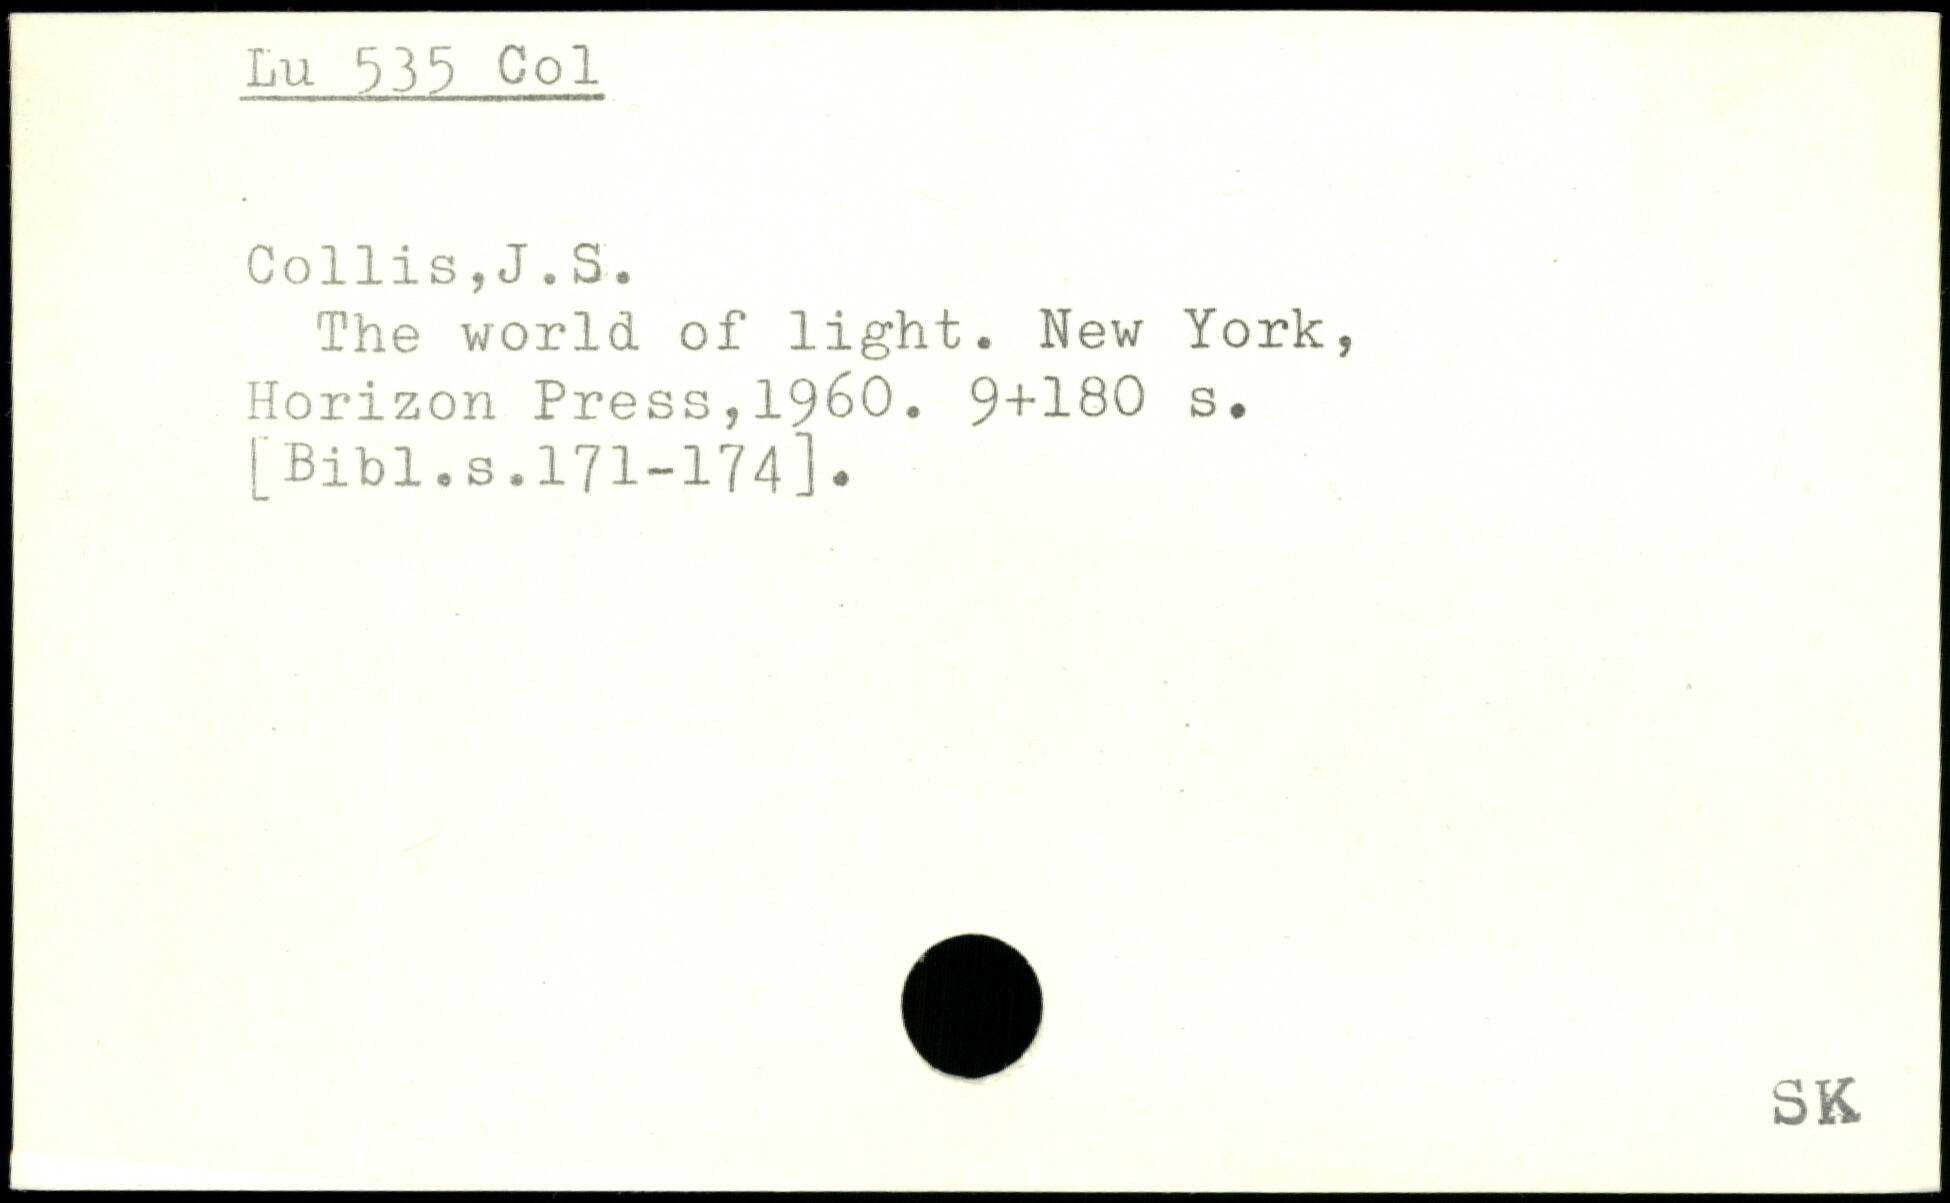 Lu 535 Col
Collis,J.S.
The world of light. New York,
Horizon Press,1960. 9+180 s.
[Bibl.s.171-174].
SK